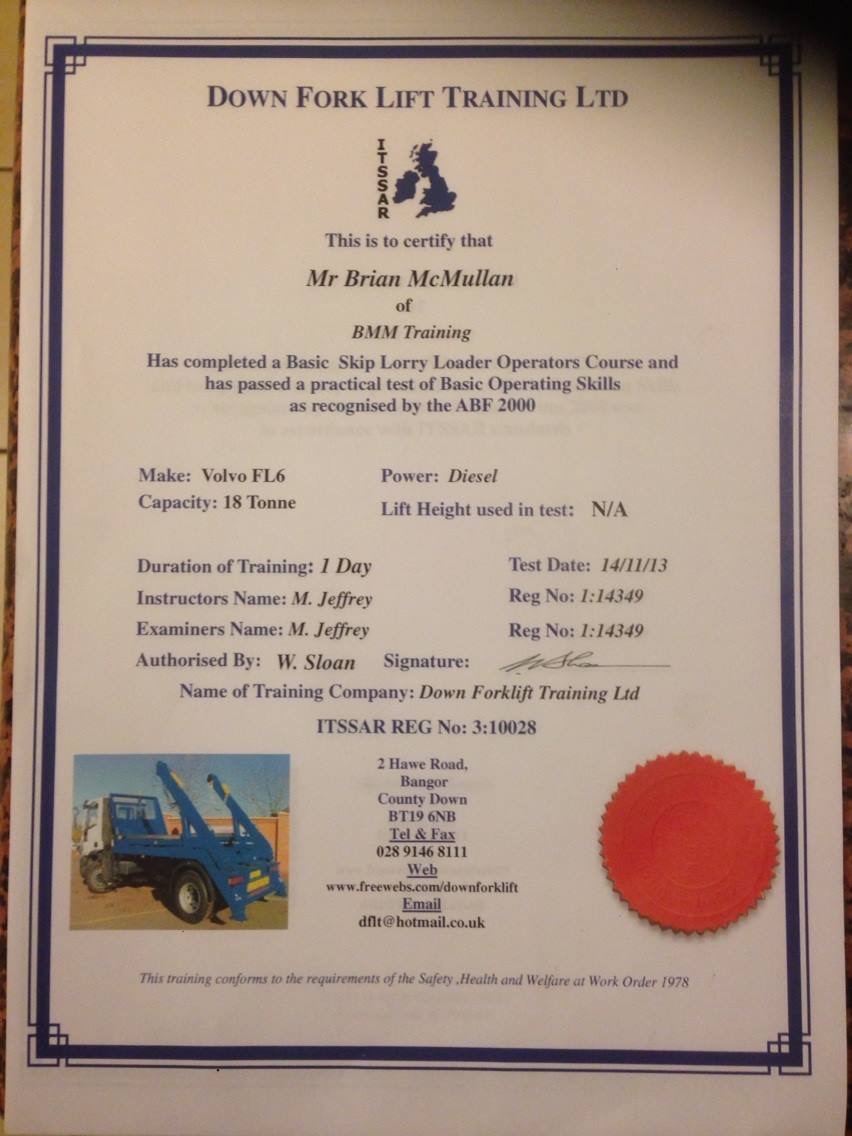 DOWN FORK LIFT TRAINING LTD
ITSSAR
This is to certify that
Mr Brian McMullan
of
BMM Training
Has completed a Basic Skip Lorry Loader Operators Course and
has passed a practical test of Basic Operating Skills
as recognised by the ABF 2000
Make: Volvo FL6 Power: Diesel
Capacity: 18 Tonne Lift Height used in test: N/A
Duration of Training: 1 Day Test Date: 14/11/13
Instructors Name: M. Jeffrey Reg No: 1:14349
Examiners Name: M. Jeffrey Reg No: 1:14349
Authorised By: W. Sloan Signature:
Name of Training Company: Down Forklift Training Ltd
ITSSAR REG No: 3:10028
2 Hawe Road,
Bangor
County Down
BT19 6NB
Tel & Fax
028 9146 8111
Web
www.freewebs.com/downforklift
Email
dflt@hotmail.co.uk
This training conforms to the requirements of the Safety ,Health and Welfare at Work Order 1978